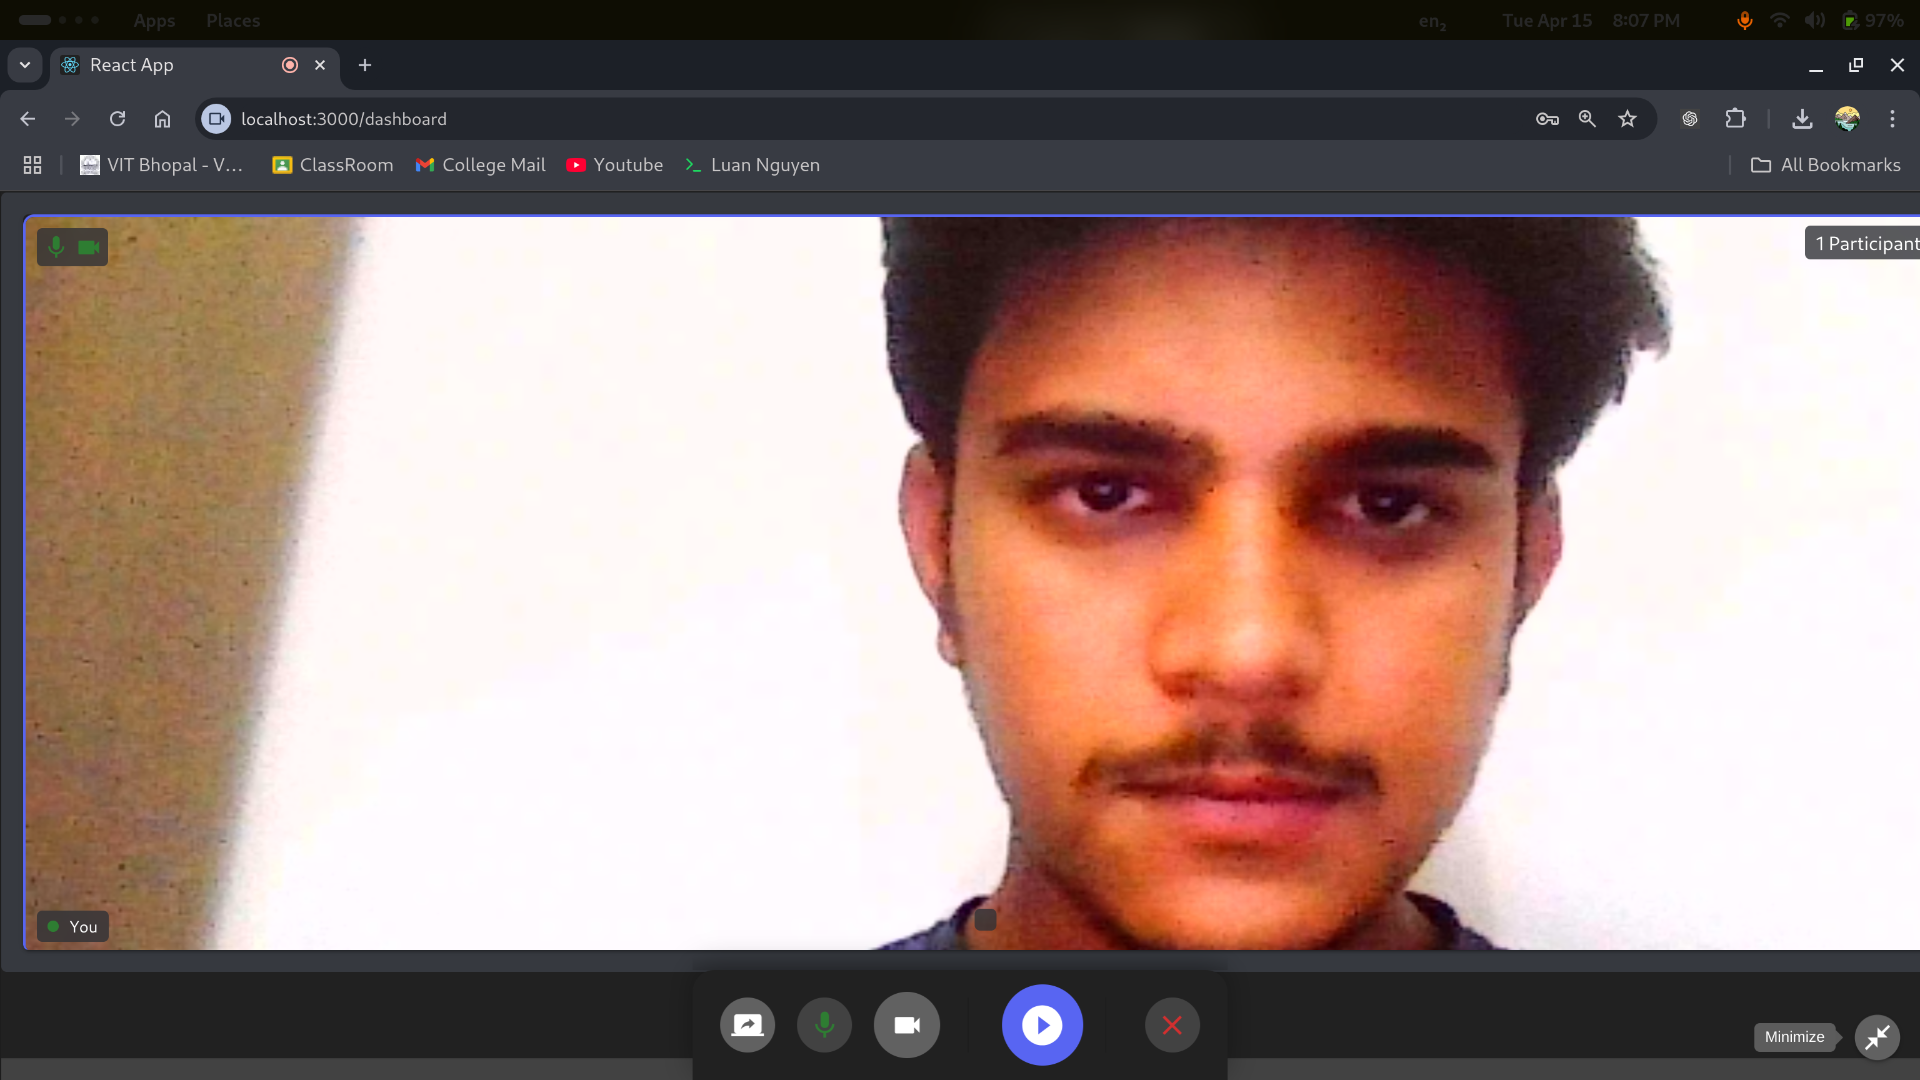 Apps Places en₂ Tue Apr 15 8:07 PM 97%
React App
localhost:3000/dashboard
VIT Bhopal - V... ClassRoom College Mail Youtube Luan Nguyen All Bookmarks
1 Participant
You
Minimize